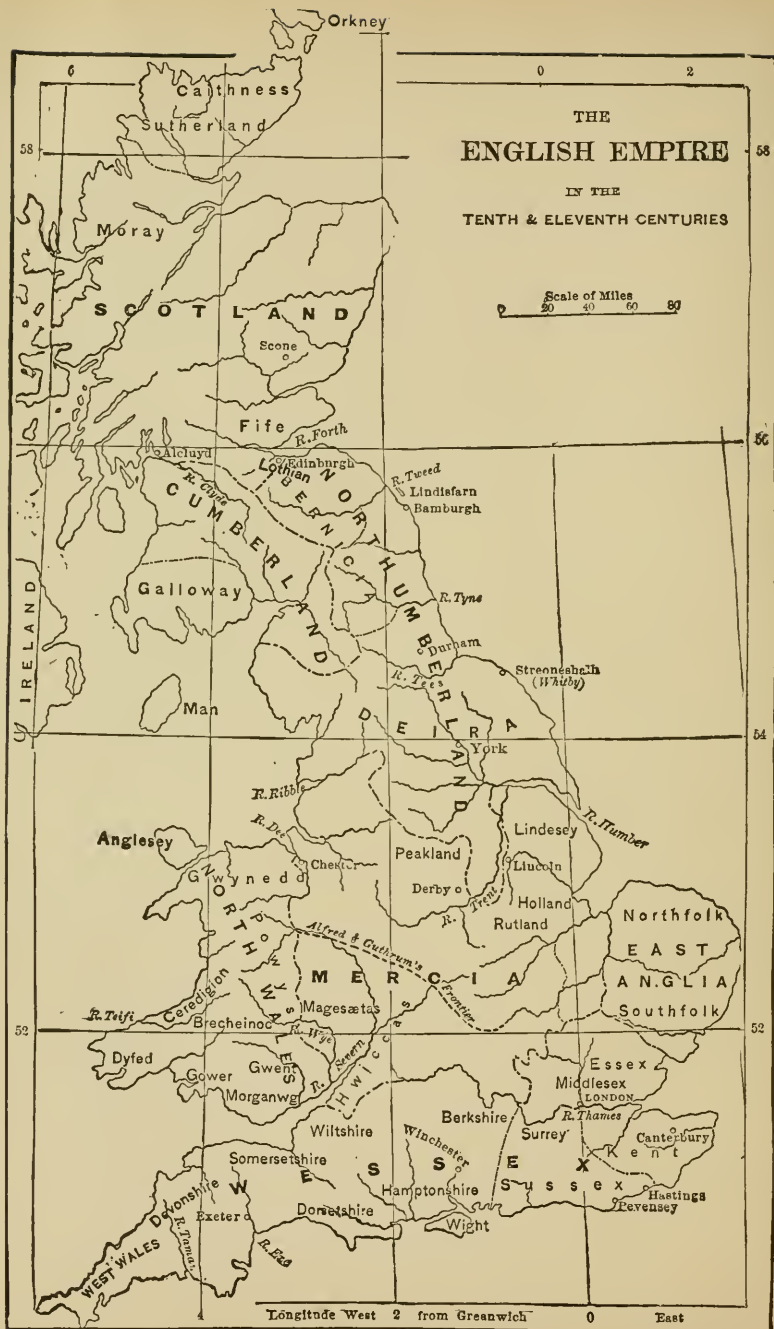 Orkney
6
0
2
Caithness
Sutherland
58
58
THE
ENGLISH EMPIRE
IN THE
TENTH & ELEVENTH CENTURIES
Moray
SCOTLAND
Scale of Miles
0 20 40 60 80
Scone
Fife
R. Forth
56
Alcluyd
Edinburgh
Lothian
R. Tweed
Lindisfarn
Bamburgh
R. Clyde
BERNICIA
NORTHUMBERLAND
CUMBERLAND
Galloway
IRELAND
R. Tyne
Durham
Streoneshalh
(Whitby)
R. Tees
Man
DEIRA
54
York
R. Ribble
R. Humber
Lindesey
Anglesey
R. Dee
Chester
Peakland
Lincoln
Gwynedd
Derby
R. Trent
Holland
Rutland
Northfolk
NORTH WALES
Powys
Alfred & Guthrum's Frontier
EAST
MERCIA
ANGLIA
Ceredigion
Magesætas
Southfolk
R. Teifi
Brecheinoc
52
R. Wye
52
Dyfed
Gwent
R. Severn
Hwiccas
Essex
Gower
Morganwg
Middlesex
LONDON
Berkshire
R. Thames
Wiltshire
Surrey
Canterbury
Kent
Winchester
Somersetshire
WESSEX
Sussex
Hamptonshire
Hastings
Pevensey
Devonshire
Exeter
Dorsetshire
Wight
R. Tamar
R. Exe
WEST WALES
4
Longitude West 2 from Greenwich 0 East